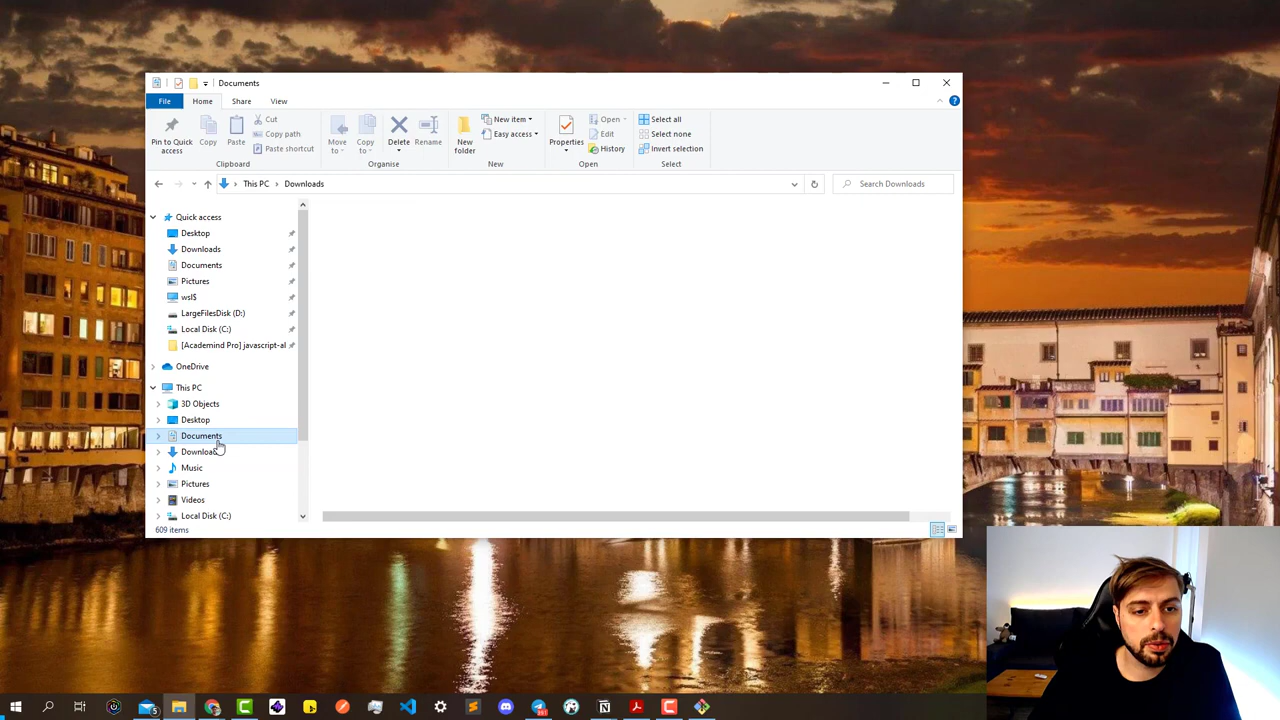 Documents
File Home Share View
Pin to Quick access
Copy
Paste
Cut
Copy path
Paste shortcut
Clipboard
Move to
Copy to
Delete
Rename
Organise
New folder
New item
Easy access
New
Properties
Open
Edit
History
Open
Select all
Select none
Invert selection
Select
This PC > Downloads
Search Downloads
Quick access
Desktop
Downloads
Documents
Pictures
wsl$
LargeFilesDisk (D:)
Local Disk (C:)
[Academind Pro] javascript-al
OneDrive
This PC
3D Objects
Desktop
Documents
Music
Pictures
Videos
Local Disk (C:)
609 items